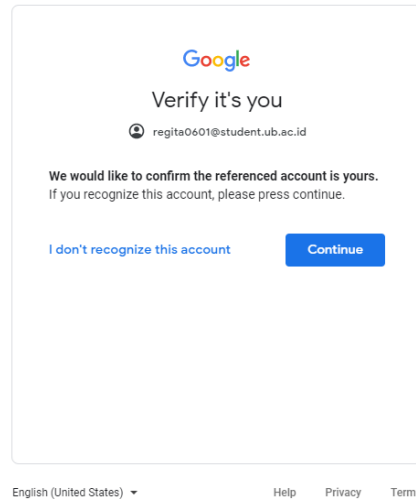 Google
Verify it's you
regita0601@student.ub.ac.id
We would like to confirm the referenced account is yours.
If you recognize this account, please press continue.
I don't recognize this account
Continue
English (United States)
Help Privacy Term